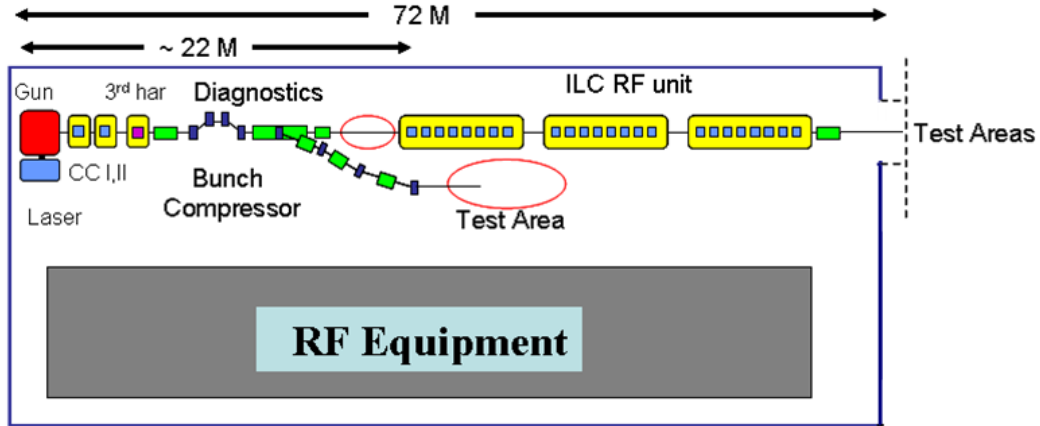 72 M
~ 22 M
Gun
3rd har
Diagnostics
ILC RF unit
Test Areas
CC I,II
Bunch
Compressor
Laser
Test Area
RF Equipment